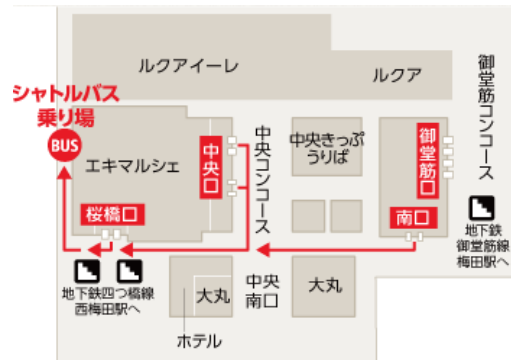 ルクアイーレ
ルクア
御堂筋コンコース
シャトルバス
乗り場
BUS
エキマルシェ
中央口
中央コンコース
中央きっぷ
うりば
御堂筋口
桜橋口
南口
地下鉄
御堂筋線
梅田駅へ
地下鉄四つ橋線
西梅田駅へ
大丸
中央
南口
大丸
ホテル